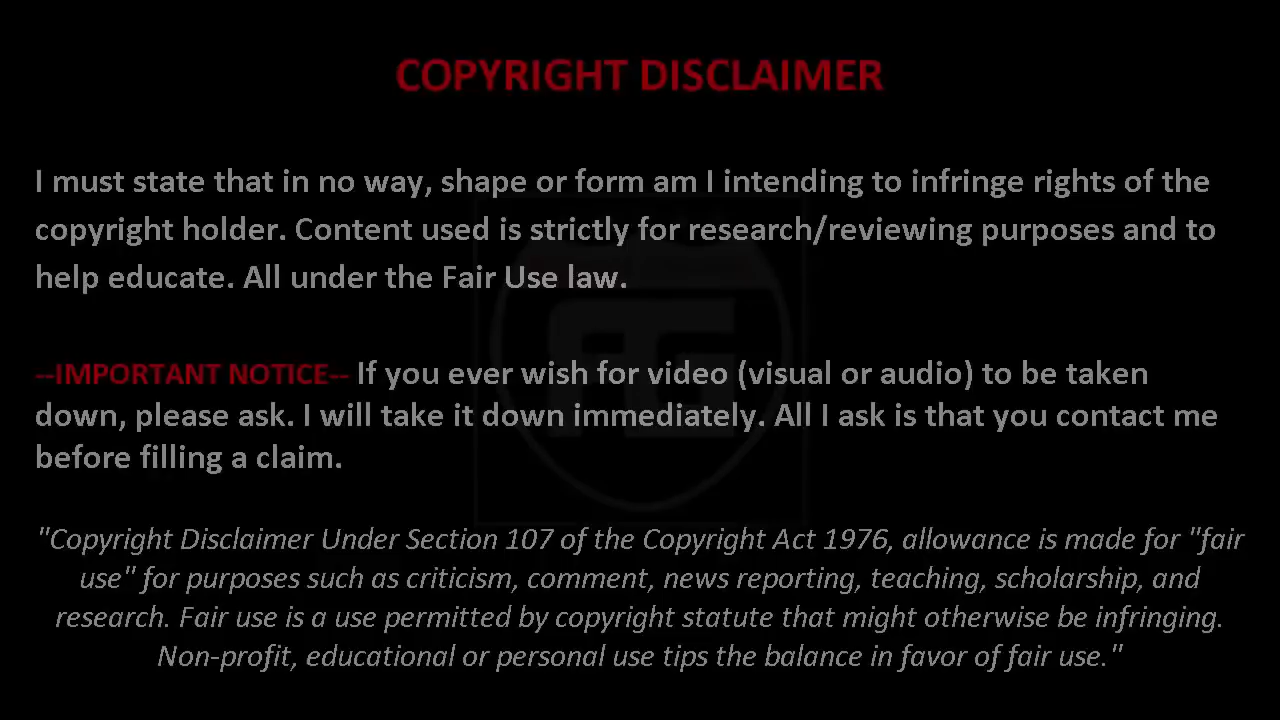 COPYRIGHT DISCLAIMER
I must state that in no way, shape or form am I intending to infringe rights of the
copyright holder. Content used is strictly for research/reviewing purposes and to
help educate. All under the Fair Use law.
--IMPORTANT NOTICE-- If you ever wish for video (visual or audio) to be taken
down, please ask. I will take it down immediately. All I ask is that you contact me
before filling a claim.
"Copyright Disclaimer Under Section 107 of the Copyright Act 1976, allowance is made for "fair
use" for purposes such as criticism, comment, news reporting, teaching, scholarship, and
research. Fair use is a use permitted by copyright statute that might otherwise be infringing.
Non-profit, educational or personal use tips the balance in favor of fair use."